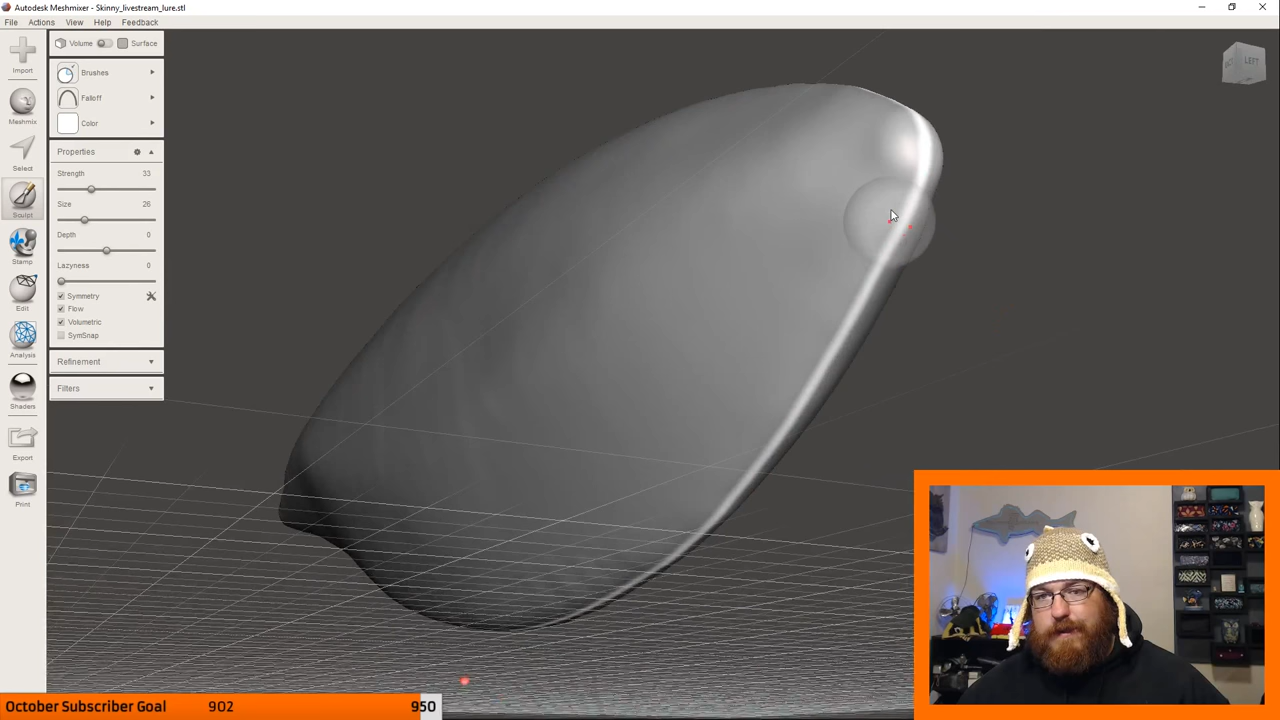 Autodesk Meshmixer - Skinny_livestream_lure.stl
File Actions View Help Feedback
Import
Meshmix
Select
Sculpt
Stamp
Edit
Analysis
Shaders
Export
Print
Volume Surface
Brushes
Falloff
Color
Properties
Strength 33
Size 26
Depth 0
Lazyness 0
Symmetry
Flow
Volumetric
SymSnap
Refinement
Filters
LEFT
October Subscriber Goal 902 950